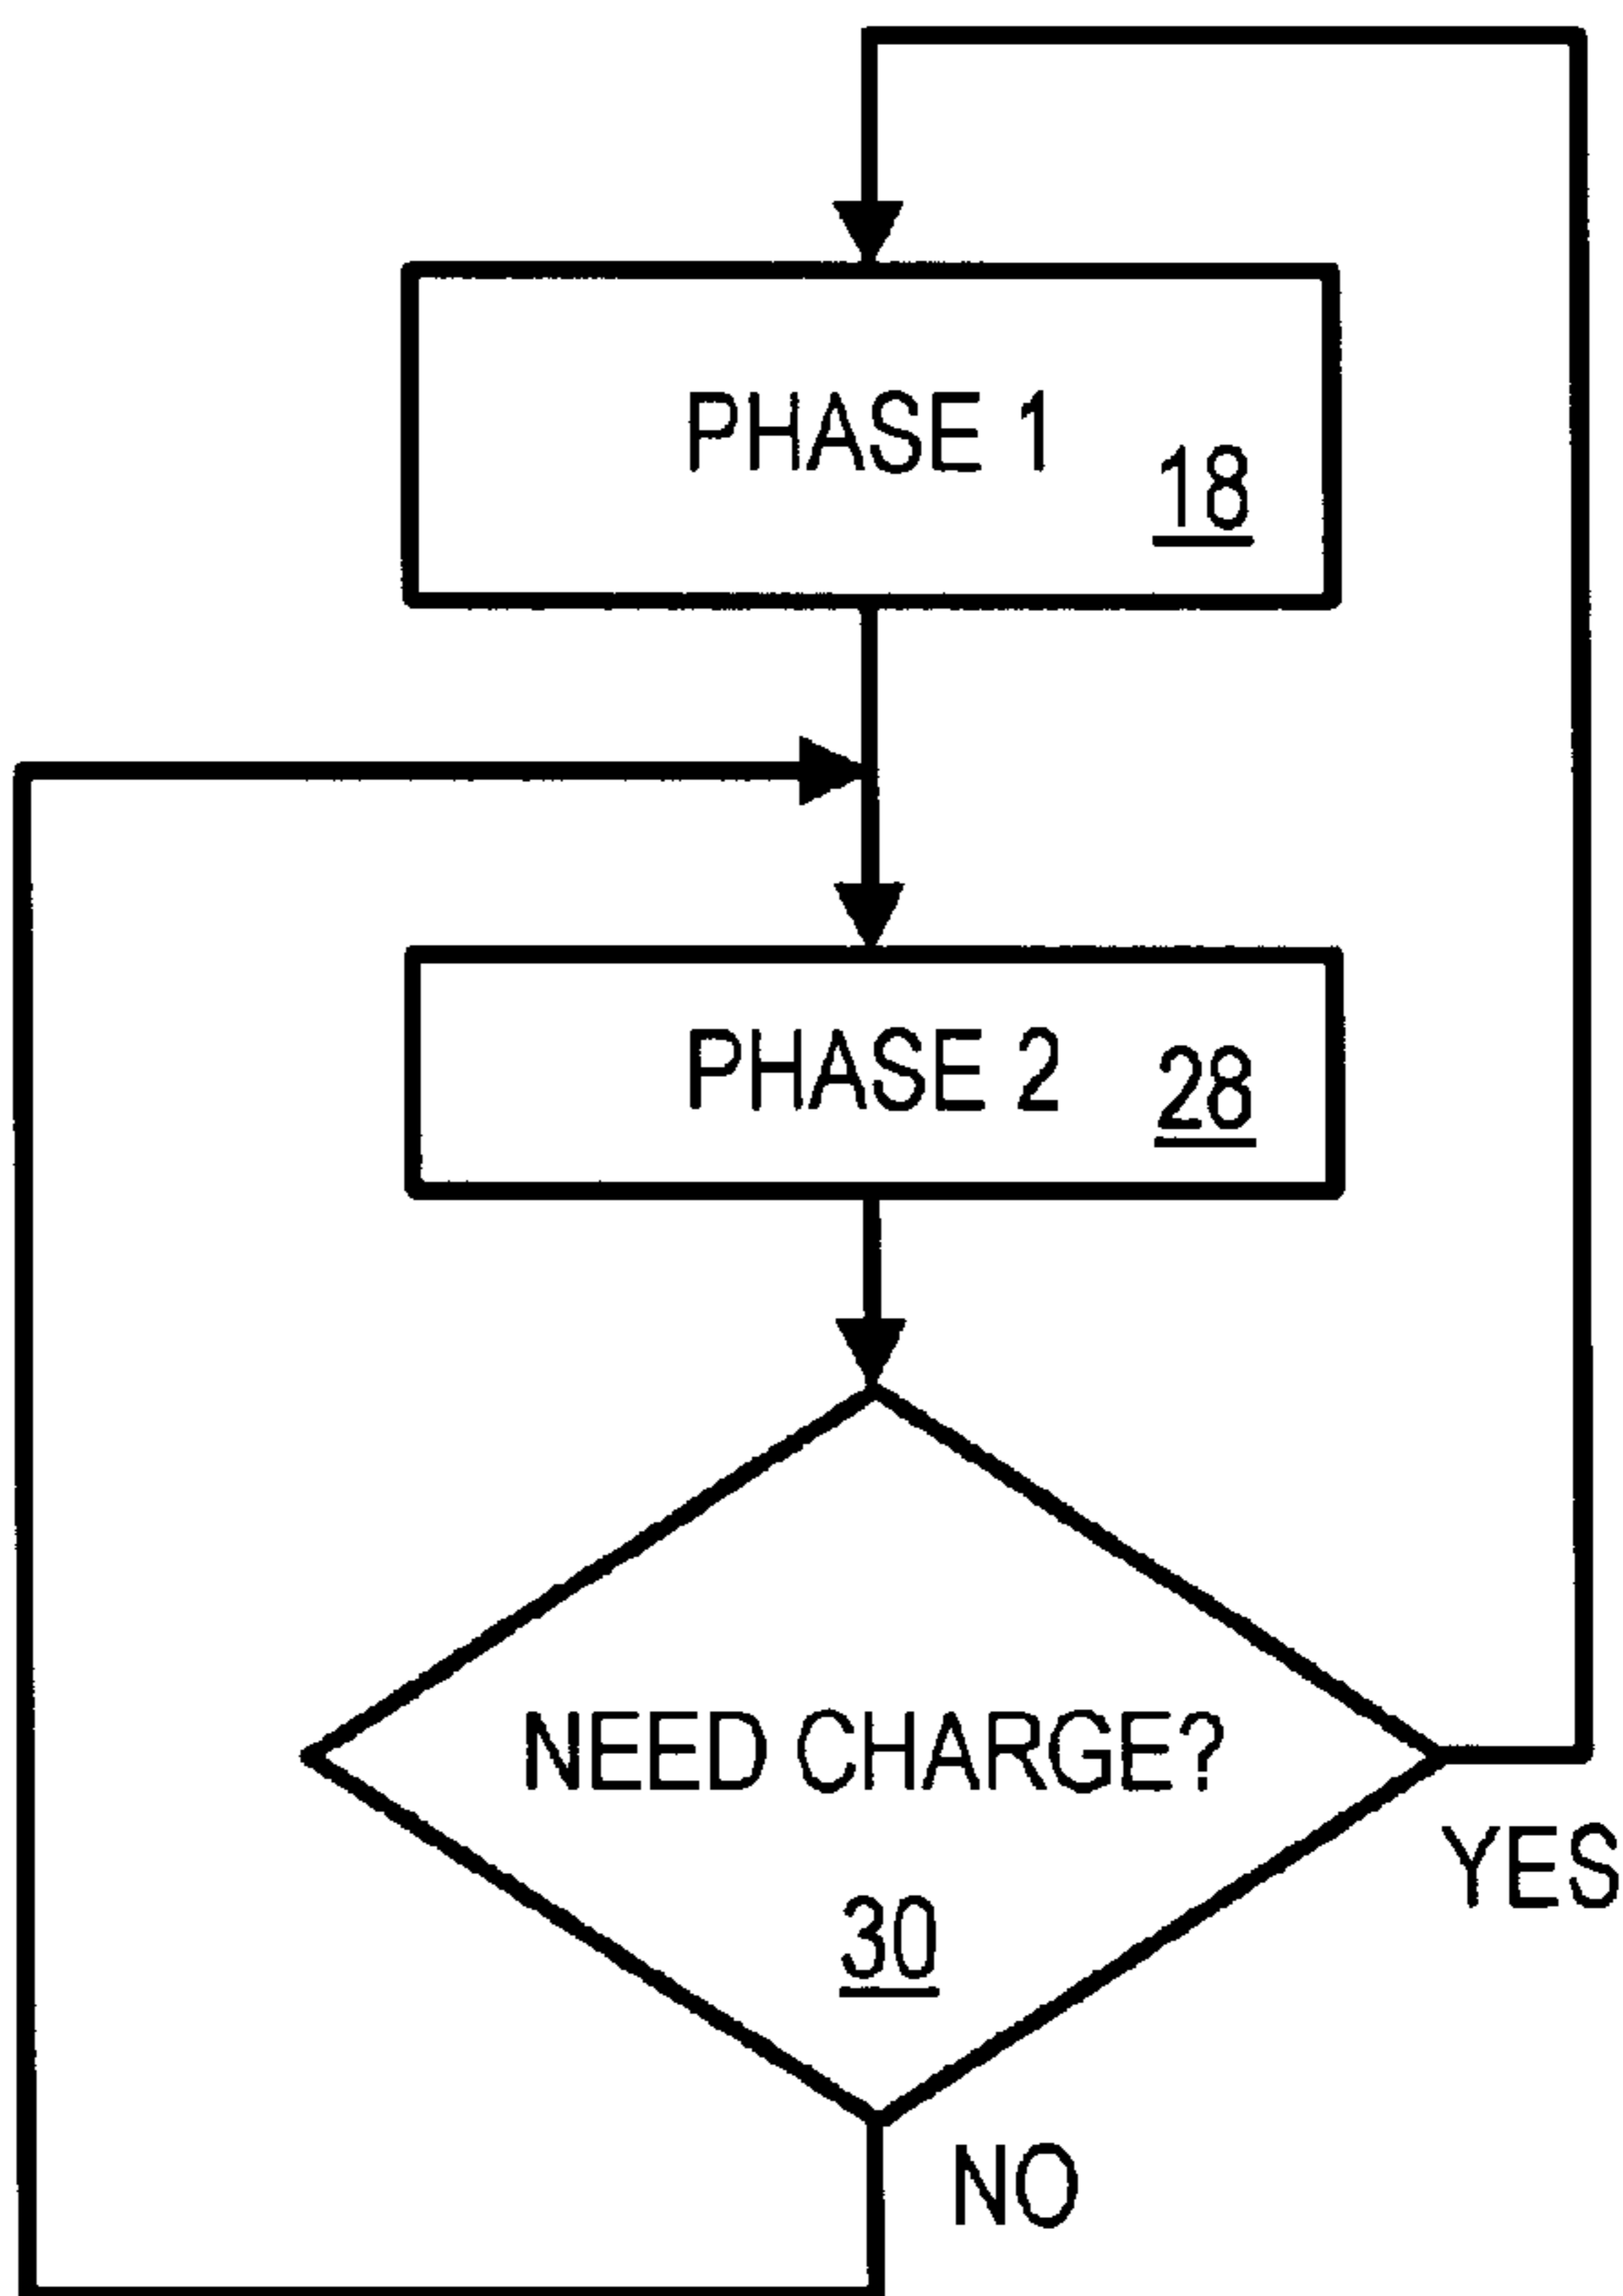 PHASE 1
18
PHASE 2
28
NEED CHARGE?
30
YES
NO